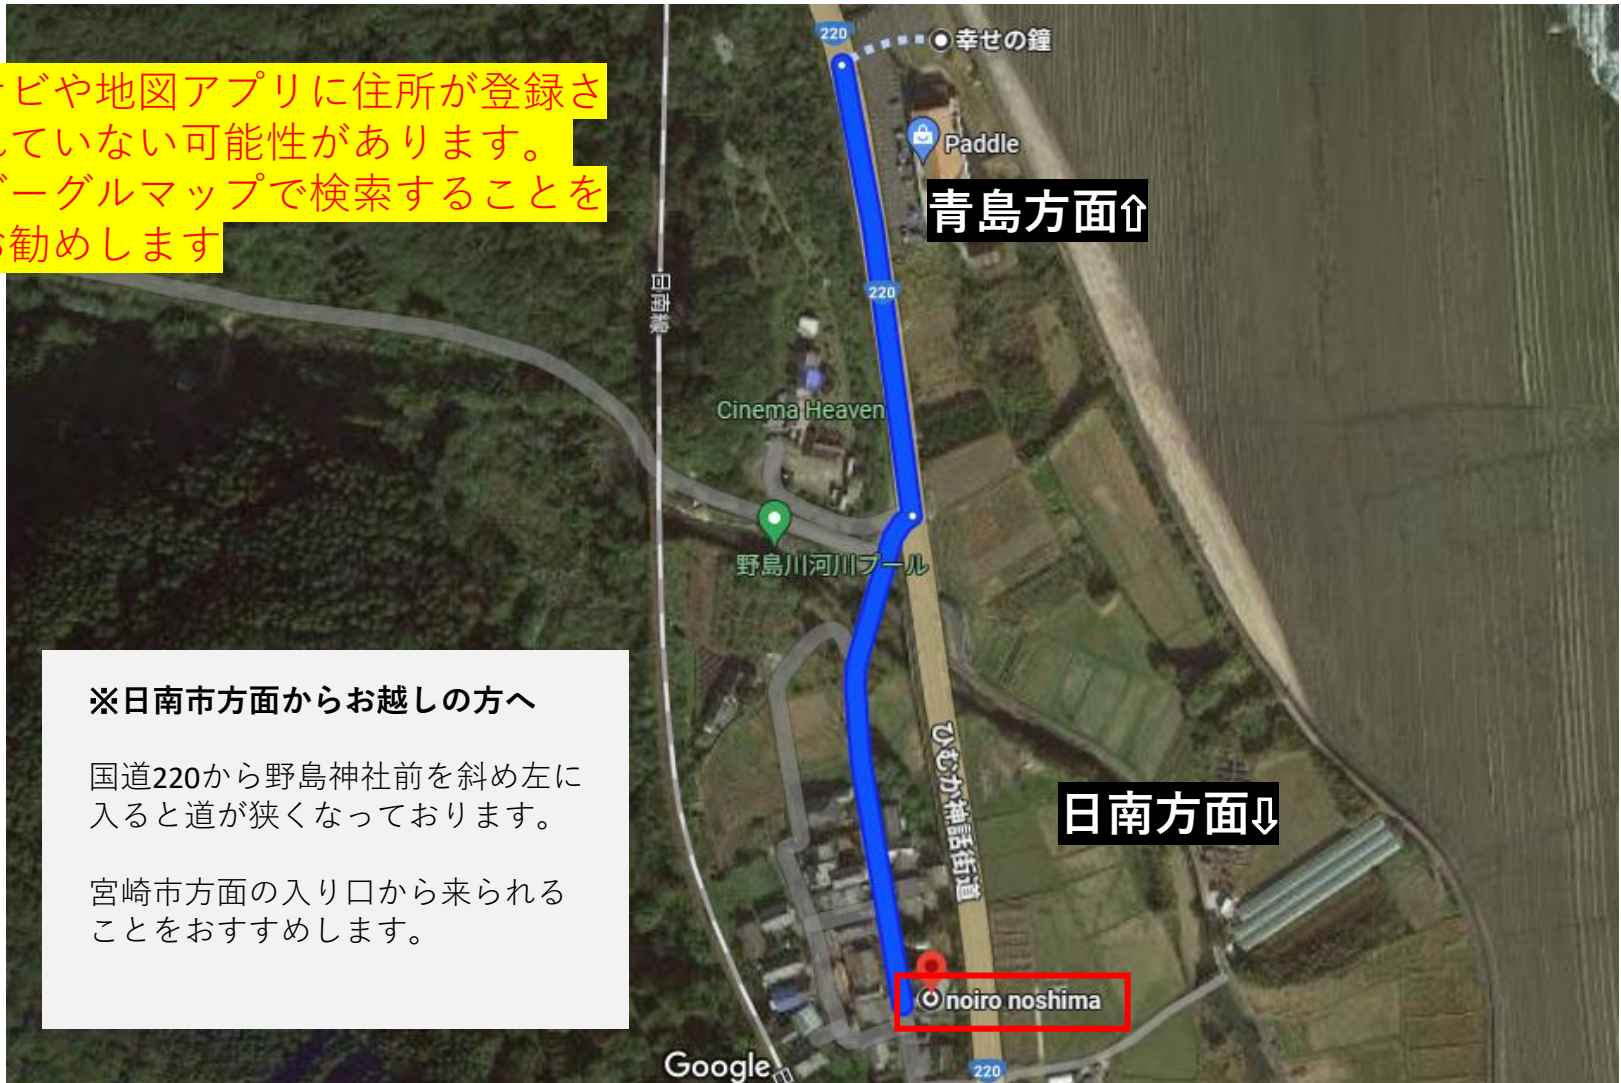 220
幸せの鐘
ナビや地図アプリに住所が登録さ
れていない可能性があります。
グーグルマップで検索することを
お勧めします
Paddle
青島方面⇧
日南線
220
Cinema Heaven
野島川河川プール
※日南市方面からお越しの方へ
国道220から野島神社前を斜め左に
入ると道が狭くなっております。
宮崎市方面の入り口から来られる
ことをおすすめします。
ひむか神話街道
日南方面⇩
noiro noshima
Google
220